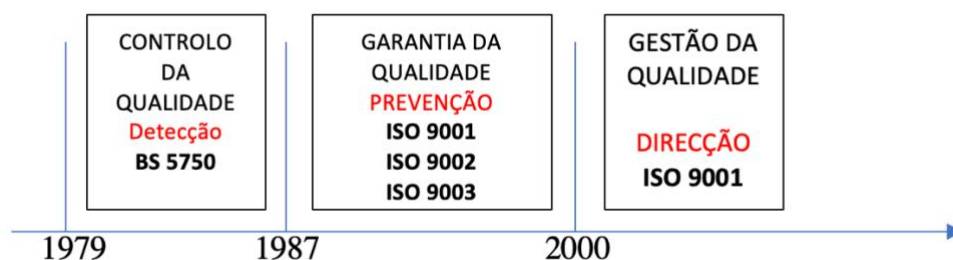 CONTROLO
DA
QUALIDADE
Detecção
BS 5750
GARANTIA DA
QUALIDADE
PREVENÇÃO
ISO 9001
ISO 9002
ISO 9003
GESTÃO DA
QUALIDADE
DIRECÇÃO
ISO 9001
1979
1987
2000